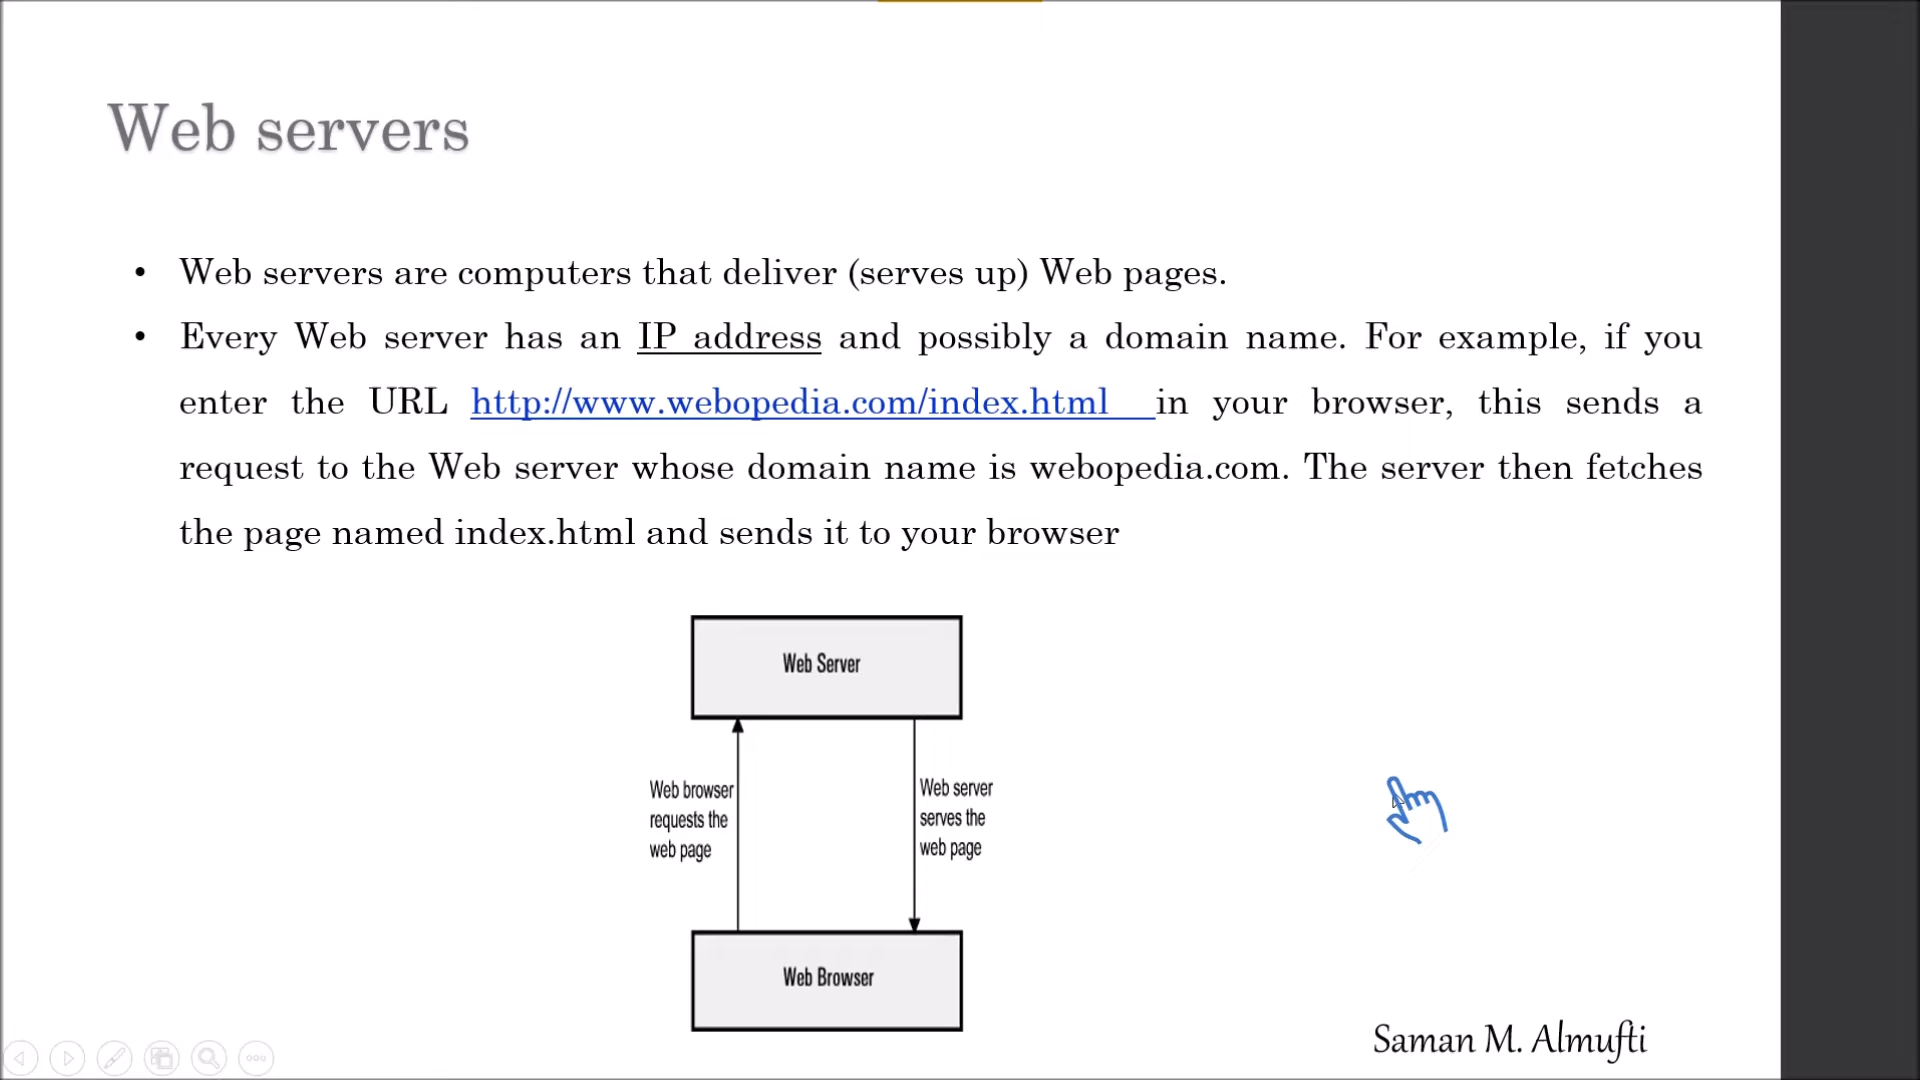 Web servers
• Web servers are computers that deliver (serves up) Web pages.
• Every Web server has an IP address and possibly a domain name. For example, if you
enter the URL http://www.webopedia.com/index.html in your browser, this sends a
request to the Web server whose domain name is webopedia.com. The server then fetches
the page named index.html and sends it to your browser
Web Server
Web browser
requests the
web page
Web server
serves the
web page
Web Browser
Saman M. Almufti